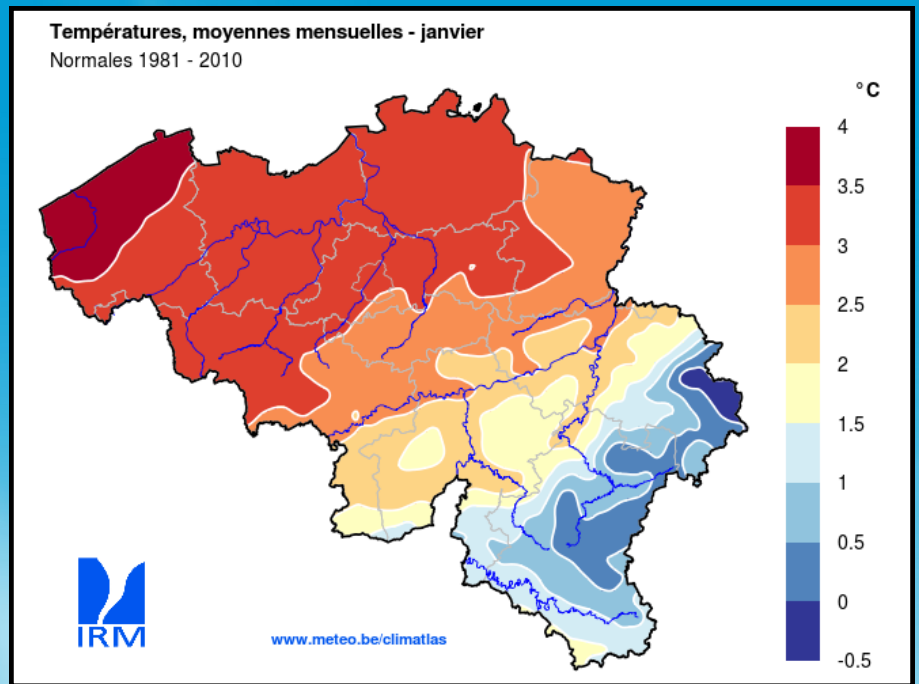 Températures, moyennes mensuelles - janvier
Normales 1981 - 2010
°C
4
3.5
3
2.5
2
1.5
1
0.5
0
-0.5
IRM
www.meteo.be/climatlas